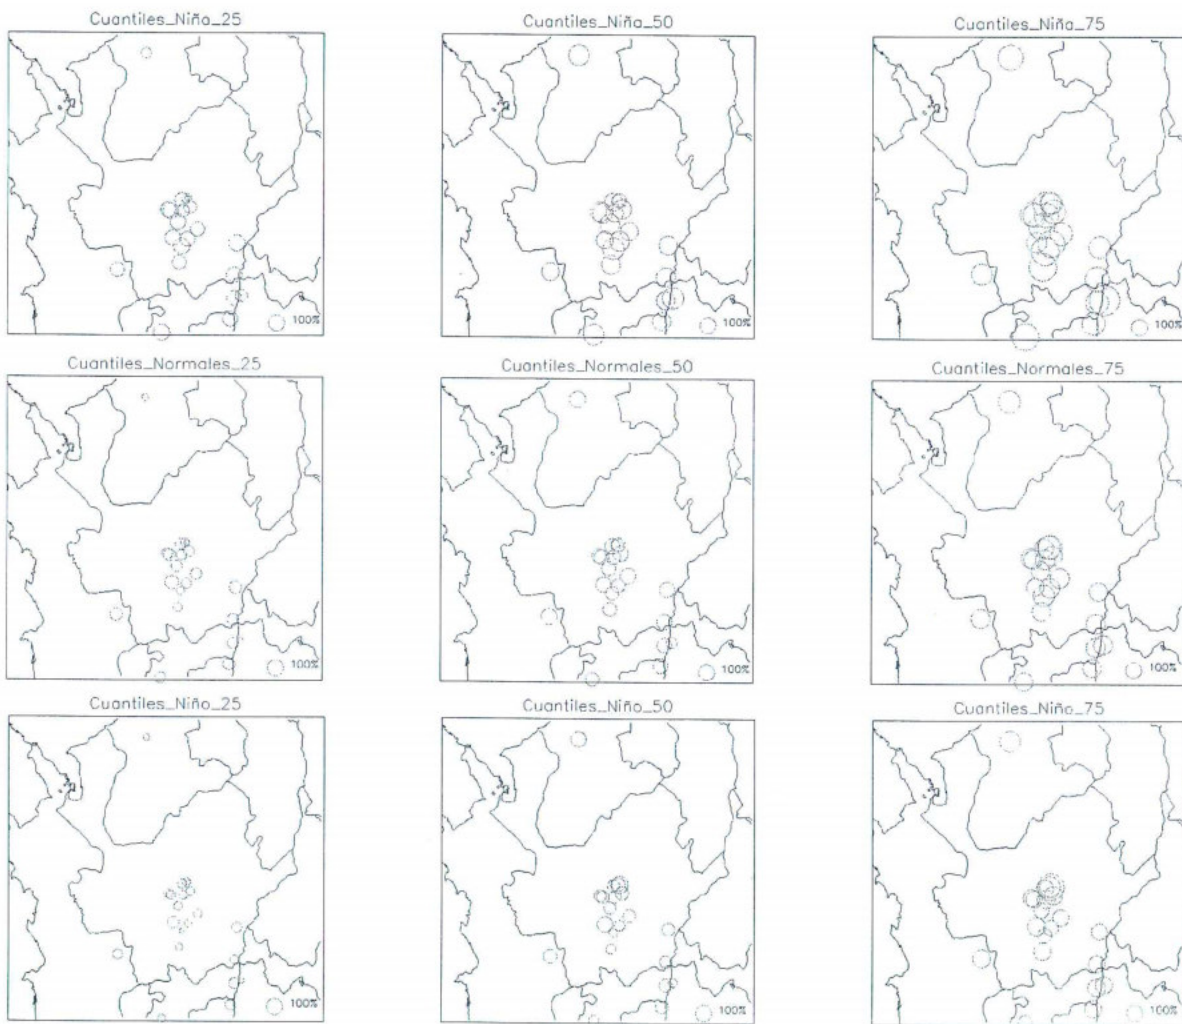 Cuantiles_Niña_25
Cuantiles_Niña_50
Cuantiles_Niña_75
100%
100%
100%
Cuantiles_Normales_25
Cuantiles_Normales_50
Cuantiles_Normales_75
100%
100%
100%
Cuantiles_Niño_25
Cuantiles_Niño_50
Cuantiles_Niño_75
100%
100%
100%